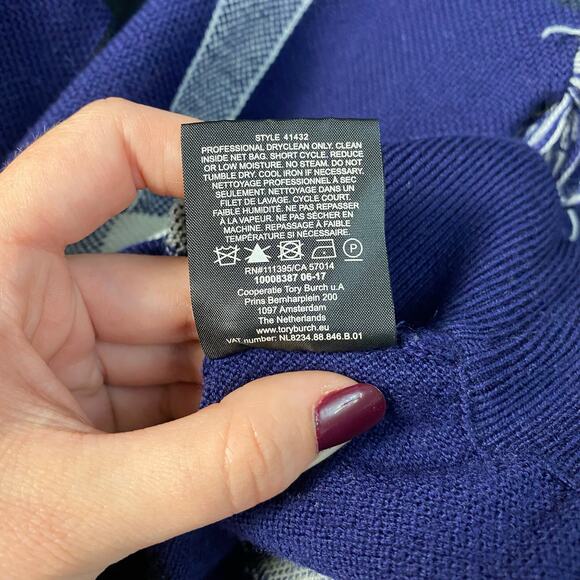 STYLE 41432
PROFESSIONAL DRYCLEAN ONLY. CLEAN
INSIDE NET BAG. SHORT CYCLE. REDUCE
OR LOW MOISTURE. NO STEAM. DO NOT
TUMBLE DRY. COOL IRON IF NECESSARY.
NETTOYAGE PROFESSIONNEL À SEC
SEULEMENT. NETTOYAGE DANS UN
FILET DE LAVAGE. CYCLE COURT.
FAIBLE HUMIDITÉ. NE PAS REPASSER
À LA VAPEUR. NE PAS SÉCHER EN
MACHINE. REPASSER À FAIBLE
TEMPÉRATURE SI NÉCESSAIRE.
P
RN#111395/CA 57014
10008387 06-17
Cooperatie Tory Burch u.A
Prins Bernharplein 200
1097 Amsterdam
The Netherlands
www.toryburch.eu
VAT number: NL8234.88.846.B.01